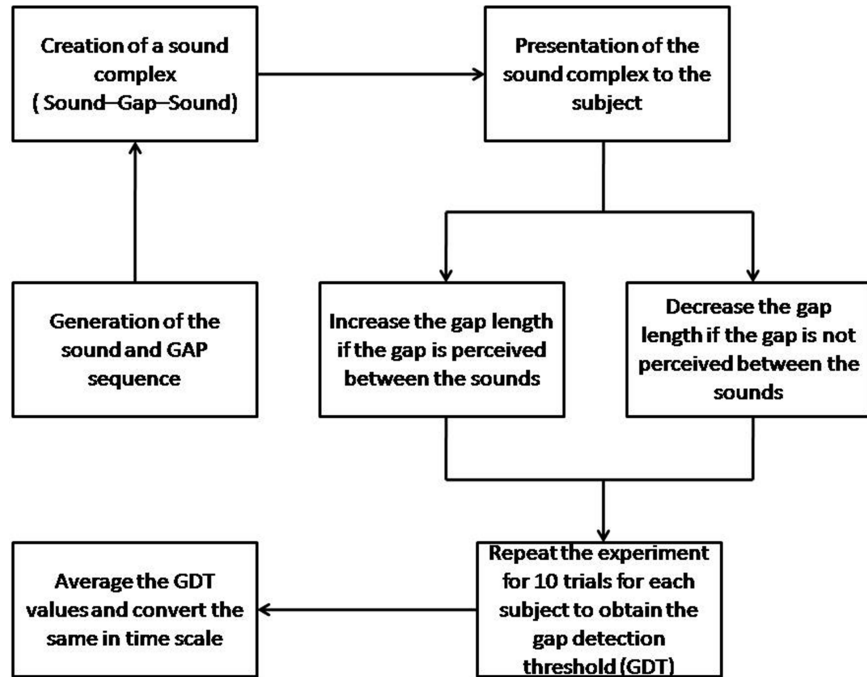 Creation of a sound
complex
( Sound–Gap–Sound)
Presentation of the
sound complex to the
subject
Generation of the
sound and GAP
sequence
Increase the gap length
if the gap is perceived
between the sounds
Decrease the gap
length if the gap is not
perceived between the
sounds
Repeat the experiment
for 10 trials for each
subject to obtain the
gap detection
threshold (GDT)
Average the GDT
values and convert the
same in time scale